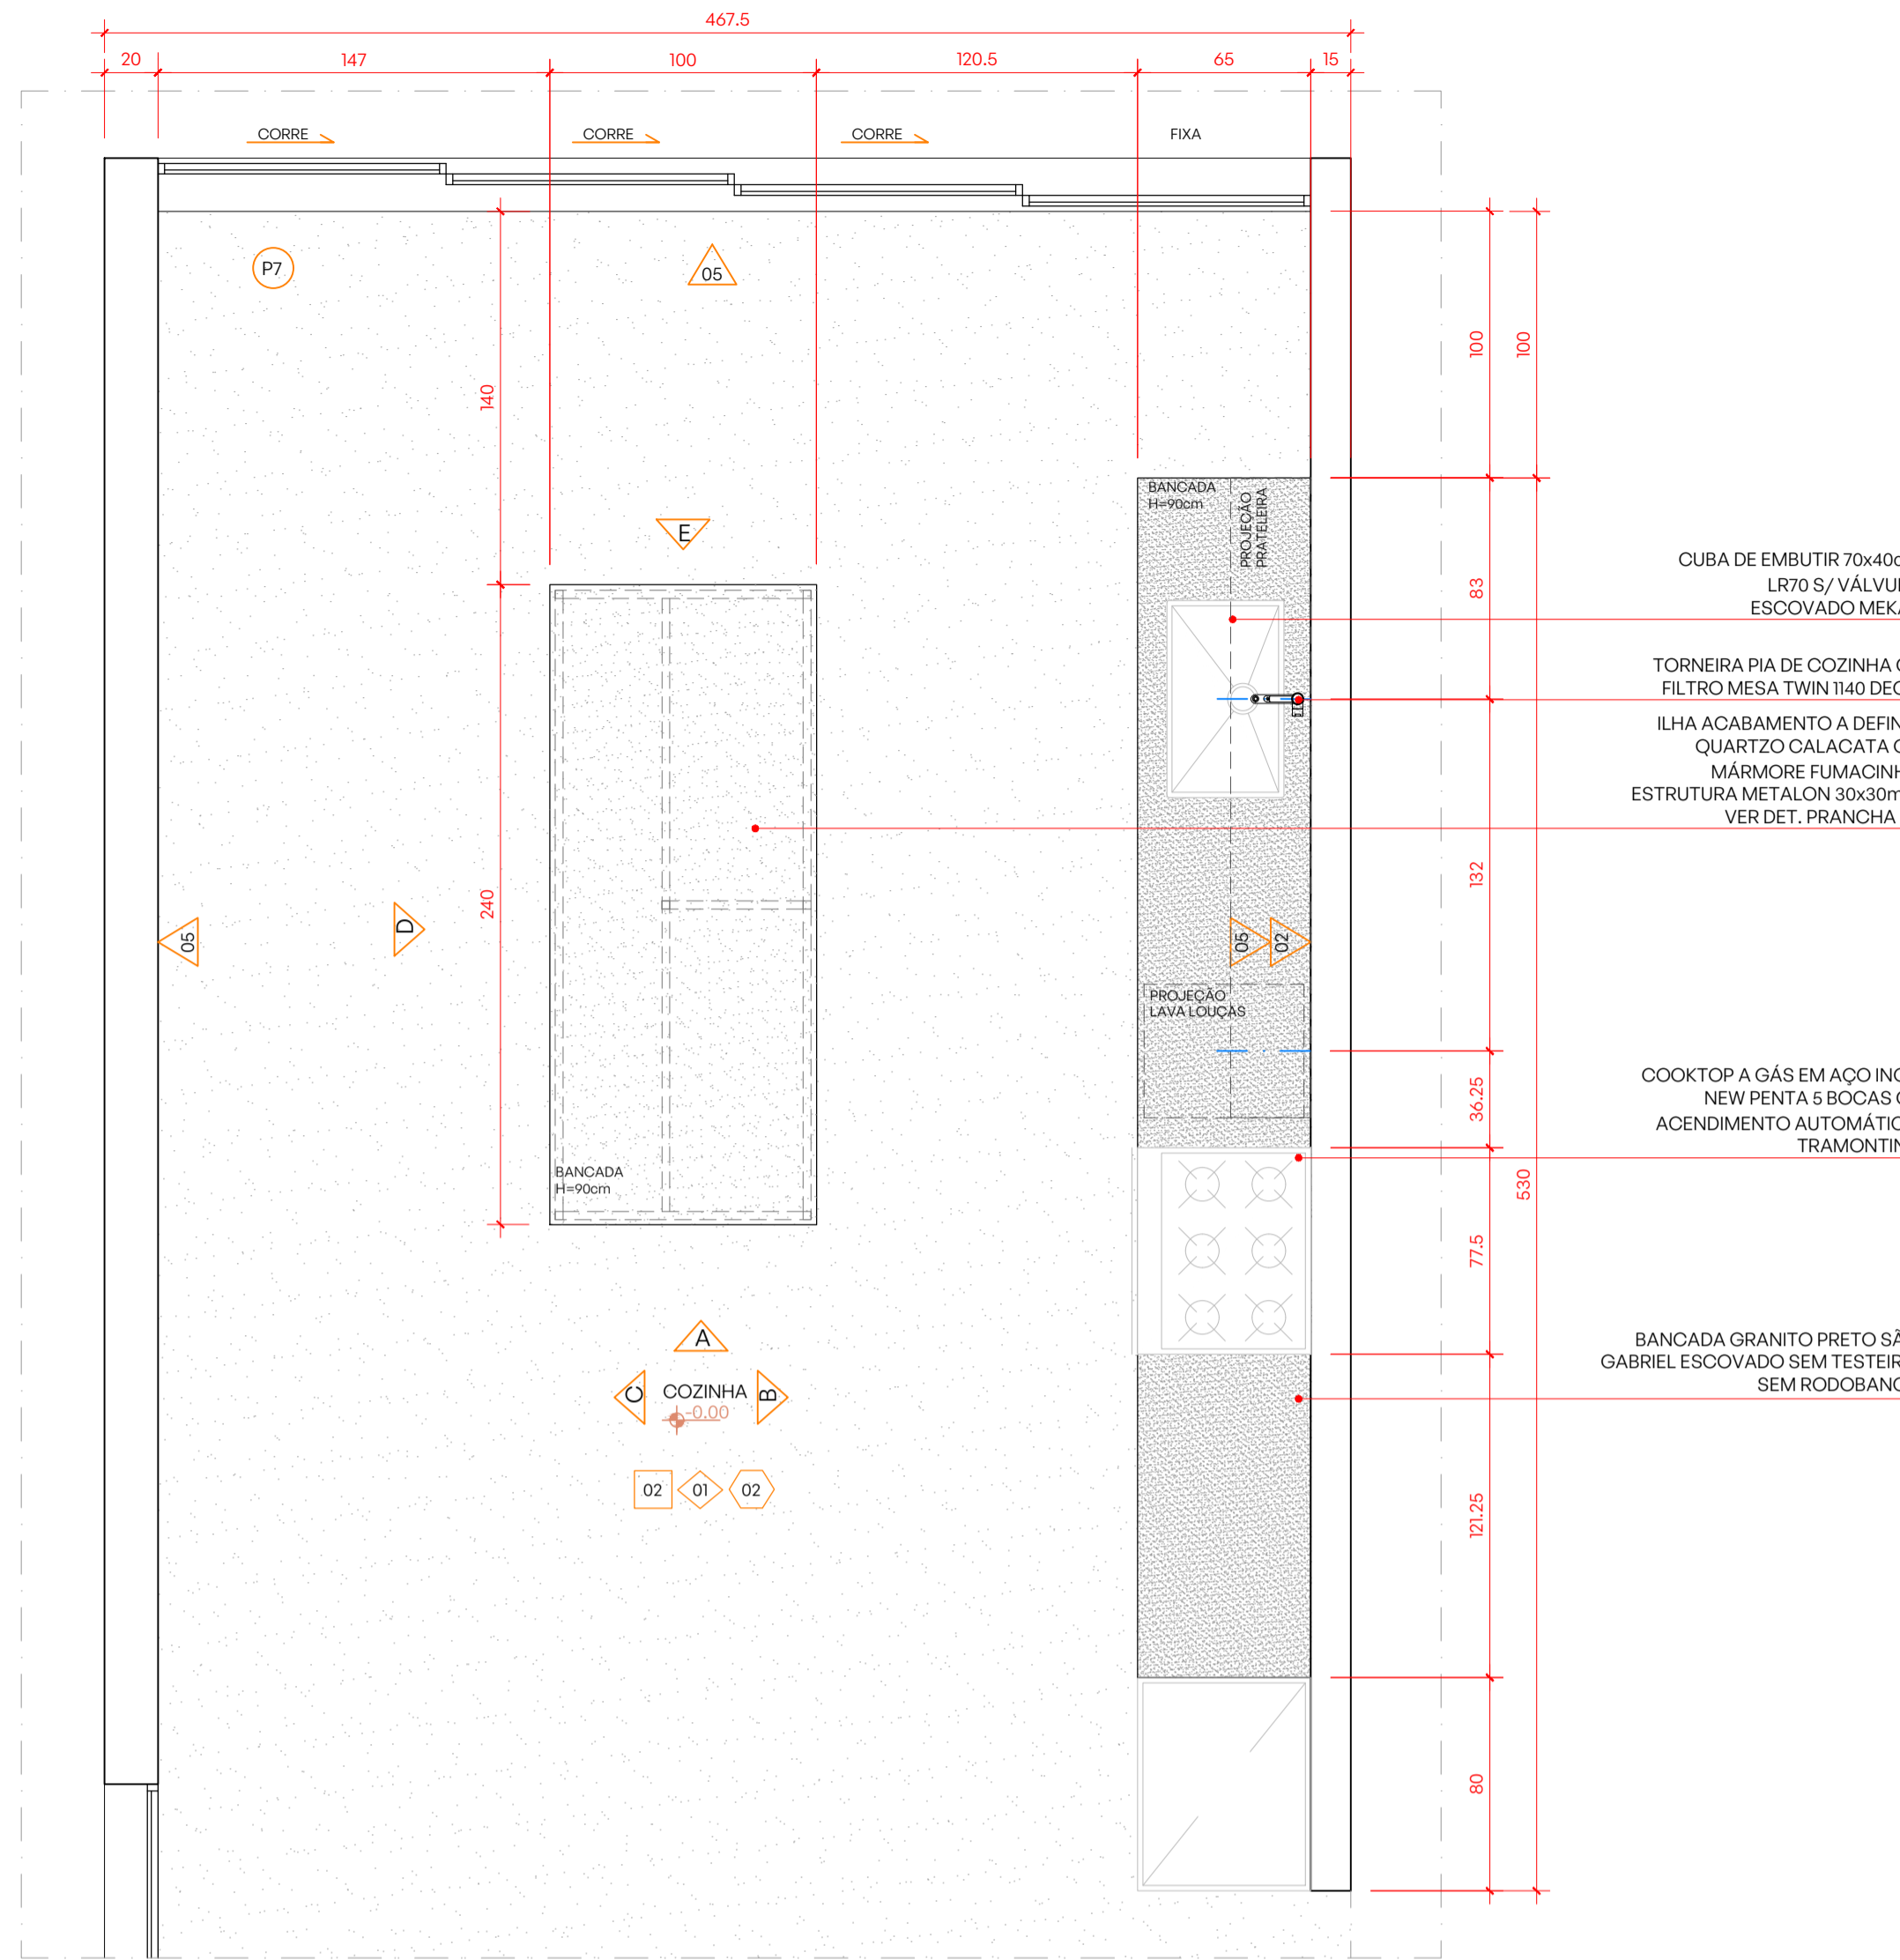 467.5
20 147 100 120.5 65 15
CORRE CORRE CORRE FIXA
P7
05
100 100
140
E
BANCADA
H=90cm
PROJEÇÃO
PRATELEIRA
83
CUBA DE EMBUTIR 70x40c
LR70 S/ VÁLVU
ESCOVADO MEKA
TORNEIRA PIA DE COZINHA
FILTRO MESA TWIN 1140 DEC
ILHA ACABAMENTO A DEFIN
QUARTZO CALACATA
MÁRMORE FUMACINH
ESTRUTURA METALON 30x30m
VER DET. PRANCHA
132
240
05
D
05
02
PROJEÇÃO
LAVA LOUÇAS
36.25
COOKTOP A GÁS EM AÇO INO
NEW PENTA 5 BOCAS
ACENDIMENTO AUTOMÁTIC
TRAMONTIN
BANCADA
H=90cm
530
77.5
A
C COZINHA B
-0.00
BANCADA GRANITO PRETO SÃ
GABRIEL ESCOVADO SEM TESTEIR
SEM RODOBANC
02 01 02
121.25
80